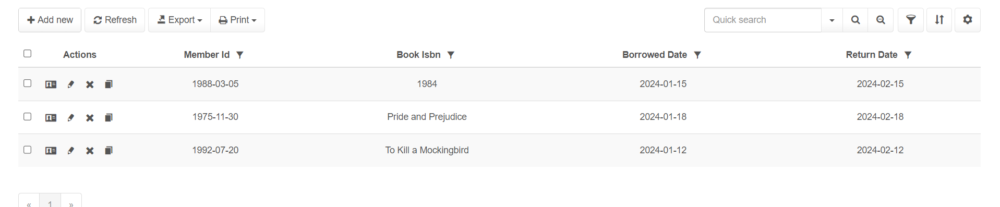 Add new Refresh Export Print Quick search
Actions Member Id Book Isbn Borrowed Date Return Date
1988-03-05 1984 2024-01-15 2024-02-15
1975-11-30 Pride and Prejudice 2024-01-18 2024-02-18
1992-07-20 To Kill a Mockingbird 2024-01-12 2024-02-12
« 1 »